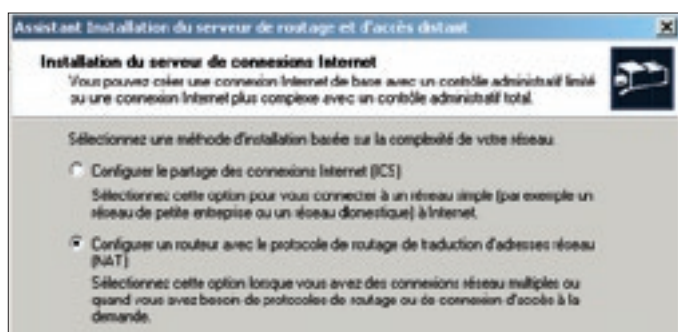 Assistant Installation du serveur de routage et d'accès distant
Installation du serveur de connexions Internet
Vous pouvez créer une connexion Internet de base avec un contrôle administratif limité
ou une connexion Internet plus complexe avec un contrôle administratif total.
Sélectionnez une méthode d'installation basée sur la complexité de votre réseau.
Configurer le partage des connexions Internet (ICS)
Sélectionnez cette option pour vous connecter à un réseau simple (par exemple un
réseau de petite entreprise ou un réseau domestique) à Internet.
Configurer un routeur avec le protocole de routage de traduction d'adresses réseau
(NAT)
Sélectionnez cette option lorsque vous avez des connexions réseau multiples ou
quand vous avez besoin de protocoles de routage ou de connexion d'accès à la
demande.